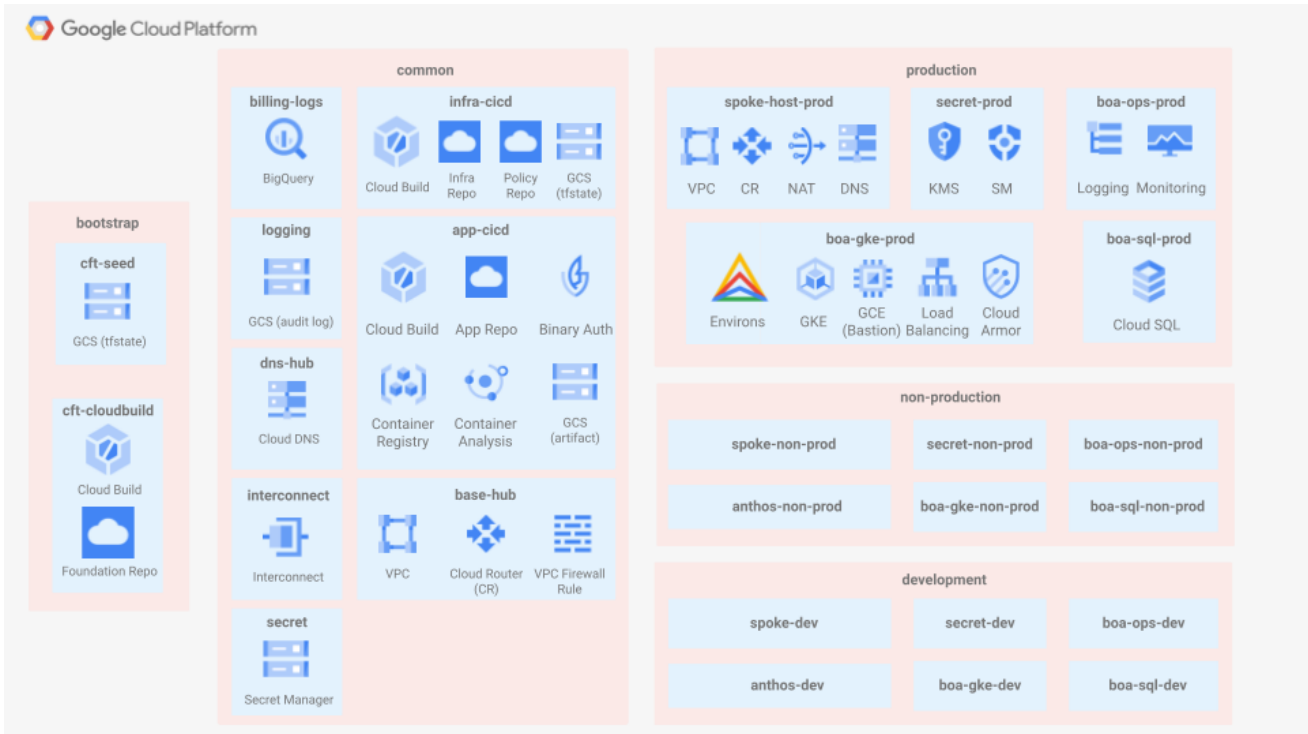 Google Cloud Platform
bootstrap
cft-seed
GCS (tfstate)
cft-cloudbuild
Cloud Build
Foundation Repo
common
billing-logs
BigQuery
logging
GCS (audit log)
dns-hub
Cloud DNS
interconnect
Interconnect
secret
Secret Manager
infra-cicd
Cloud Build
Infra
Repo
Policy
Repo
GCS
(tfstate)
app-cicd
Cloud Build
App Repo
Binary Auth
Container
Registry
Container
Analysis
GCS
(artifact)
base-hub
VPC
Cloud Router
(CR)
VPC Firewall
Rule
production
spoke-host-prod
VPC
CR
NAT
DNS
secret-prod
KMS
SM
boa-ops-prod
Logging
Monitoring
boa-gke-prod
Environs
GKE
GCE
(Bastion)
Load
Balancing
Cloud
Armor
boa-sql-prod
Cloud SQL
non-production
spoke-non-prod
secret-non-prod
boa-ops-non-prod
anthos-non-prod
boa-gke-non-prod
boa-sql-non-prod
development
spoke-dev
secret-dev
boa-ops-dev
anthos-dev
boa-gke-dev
boa-sql-dev